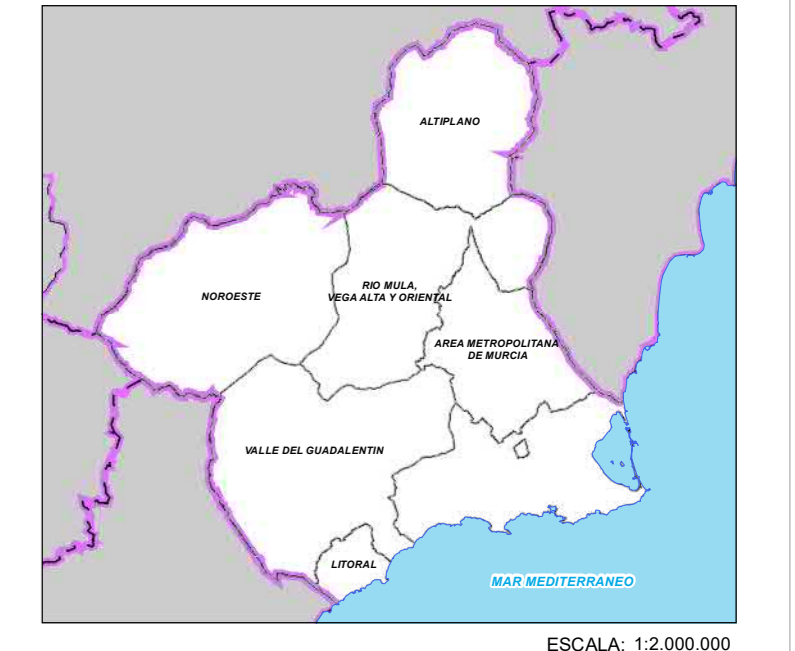 ALTIPLANO
NOROESTE
RIO MULA,
VEGA ALTA Y ORIENTAL
AREA METROPOLITANA
DE MURCIA
VALLE DEL GUADALENTIN
LITORAL
MAR MEDITERRANEO
ESCALA: 1:2.000.000